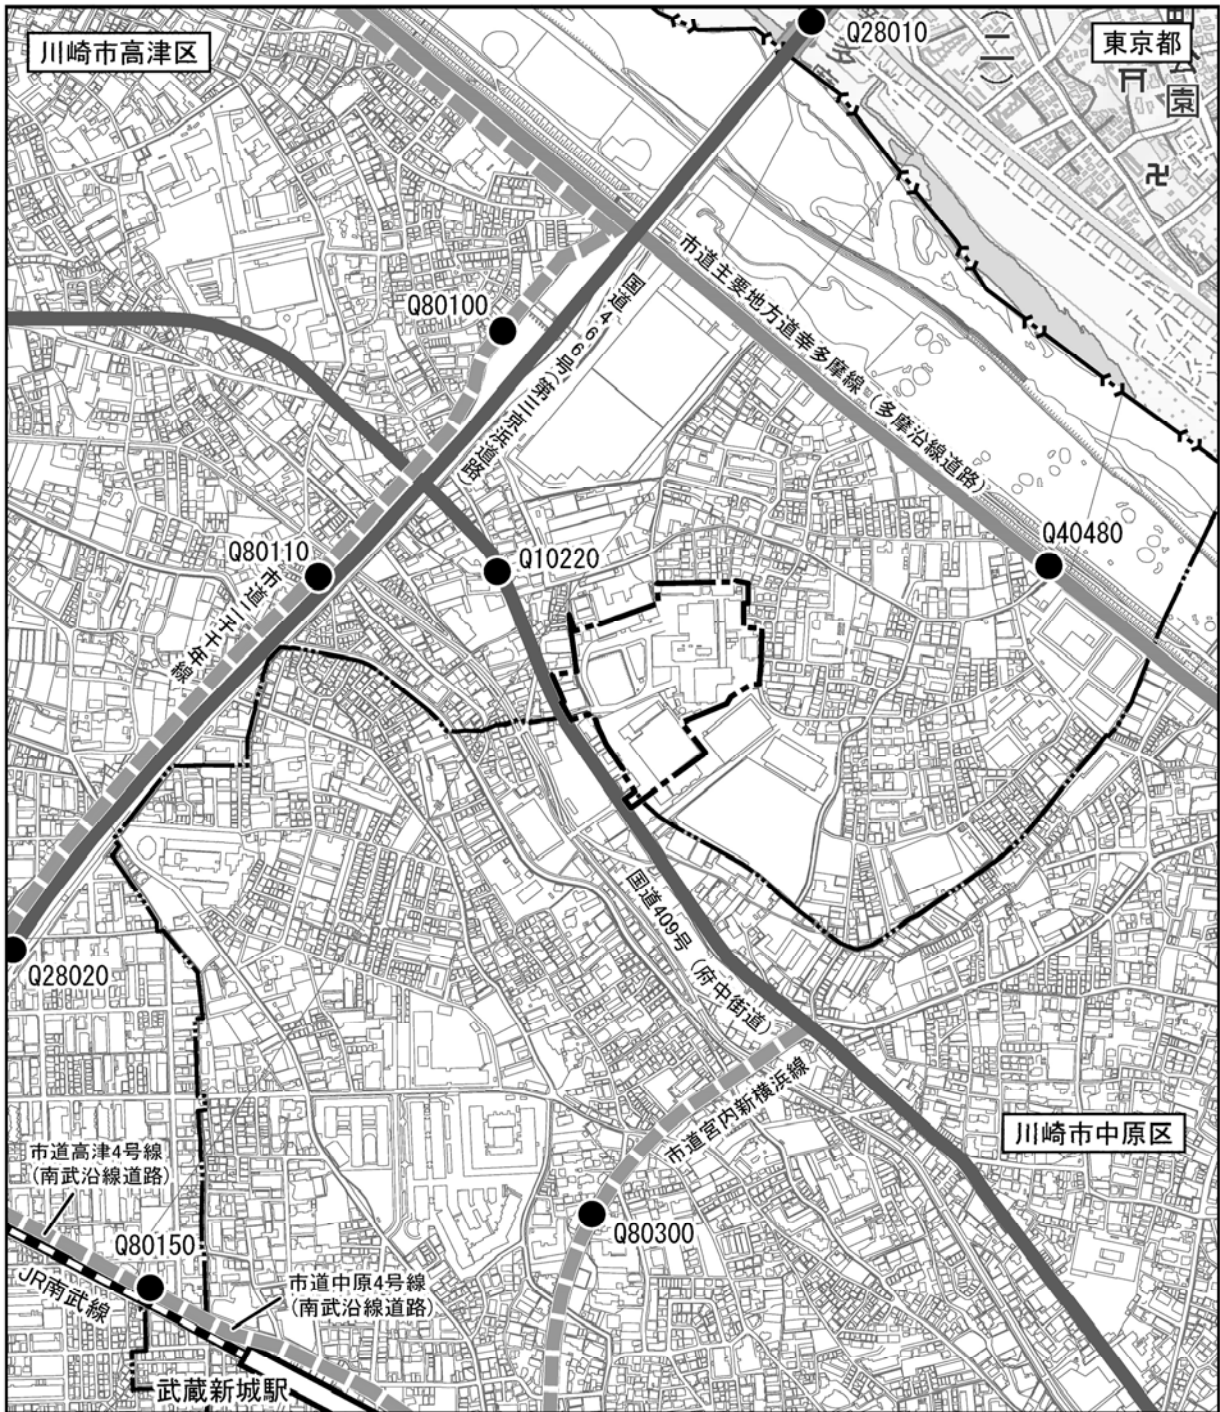 川崎市高津区
Q28010
東京都
(二)
園
市道主要地方道幸多摩線(多摩沿線道路)
国道466号(第三京浜道路)
Q80100
Q40480
Q80110
Q10220
市道二子千年線
国道409号(府中街道)
Q28020
市道宮内新横浜線
川崎市中原区
市道高津4号線
(南武沿線道路)
Q80300
Q80150
JR南武線
市道中原4号線
(南武沿線道路)
武蔵新城駅